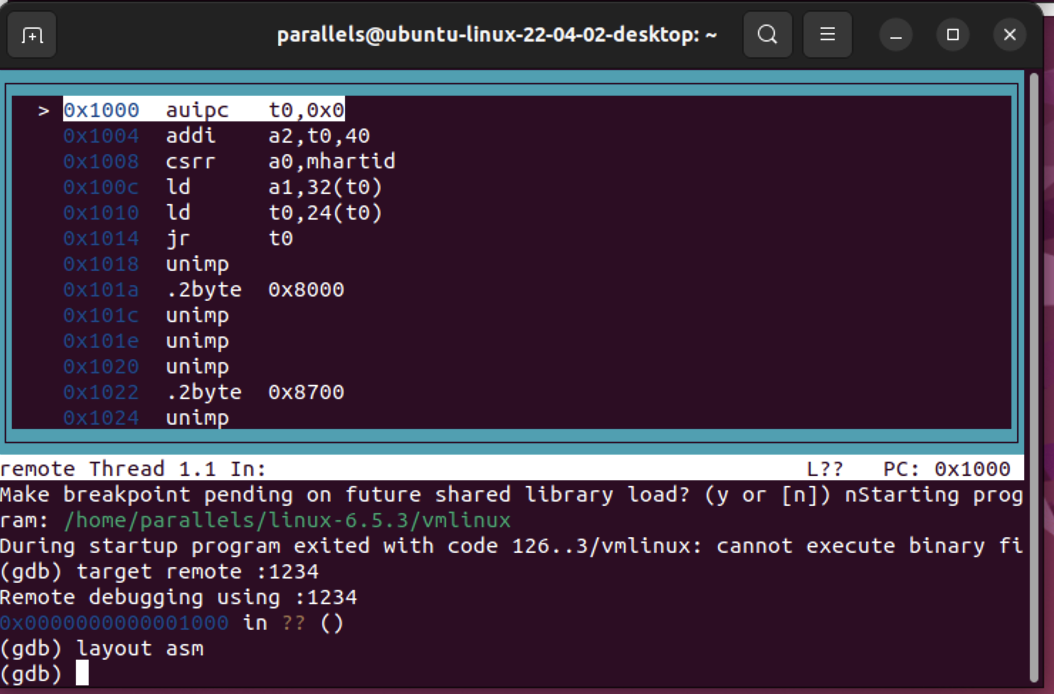 parallels@ubuntu-linux-22-04-02-desktop: ~
> 0x1000 auipc t0,0x0
0x1004 addi a2,t0,40
0x1008 csrr a0,mhartid
0x100c ld a1,32(t0)
0x1010 ld t0,24(t0)
0x1014 jr t0
0x1018 unimp
0x101a .2byte 0x8000
0x101c unimp
0x101e unimp
0x1020 unimp
0x1022 .2byte 0x8700
0x1024 unimp
remote Thread 1.1 In: L?? PC: 0x1000
Make breakpoint pending on future shared library load? (y or [n]) nStarting prog
ram: /home/parallels/linux-6.5.3/vmlinux
During startup program exited with code 126..3/vmlinux: cannot execute binary fi
(gdb) target remote :1234
Remote debugging using :1234
0x0000000000001000 in ?? ()
(gdb) layout asm
(gdb)